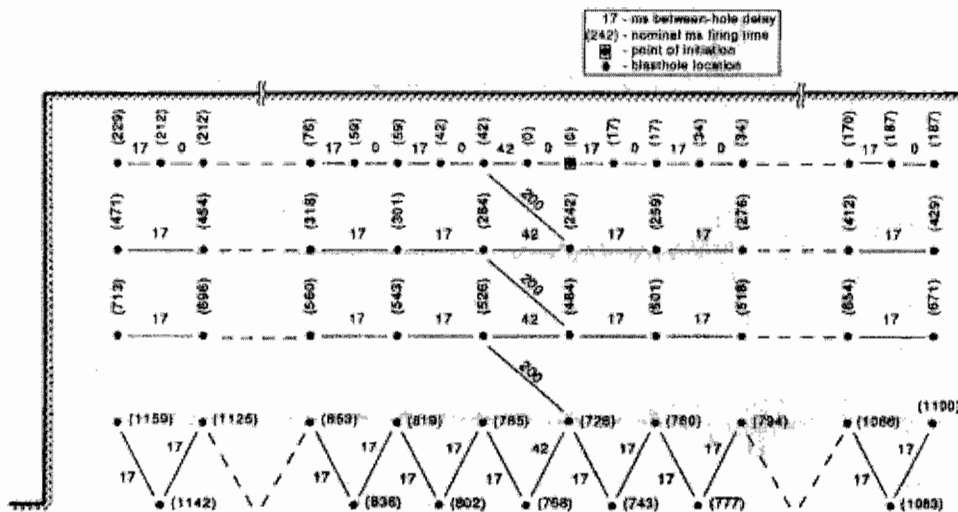 17 - ms between-hole delay
(242) - nominal ms firing time
- point of initiation
- blasthole location
(229) (212) (212) (76) (59) (59) (42) (42) (0) (0) (17) (17) (34) (34) (170) (187) (187)
17 0 17 0 17 0 42 0 17 0 17 0 17 0
200
(471) (454) (318) (301) (284) (242) (259) (276) (412) (429)
17 17 17 42 17 17 17
200
(713) (696) (560) (543) (526) (484) (501) (518) (654) (671)
17 17 17 42 17 17 17
200
(1159) (1125) (853) (819) (785) (726) (760) (794) (1066) (1100)
17 17 17 17 17 17 42 17 17 17 17
17 17 17 17
(1142) (836) (802) (768) (743) (777) (1083)